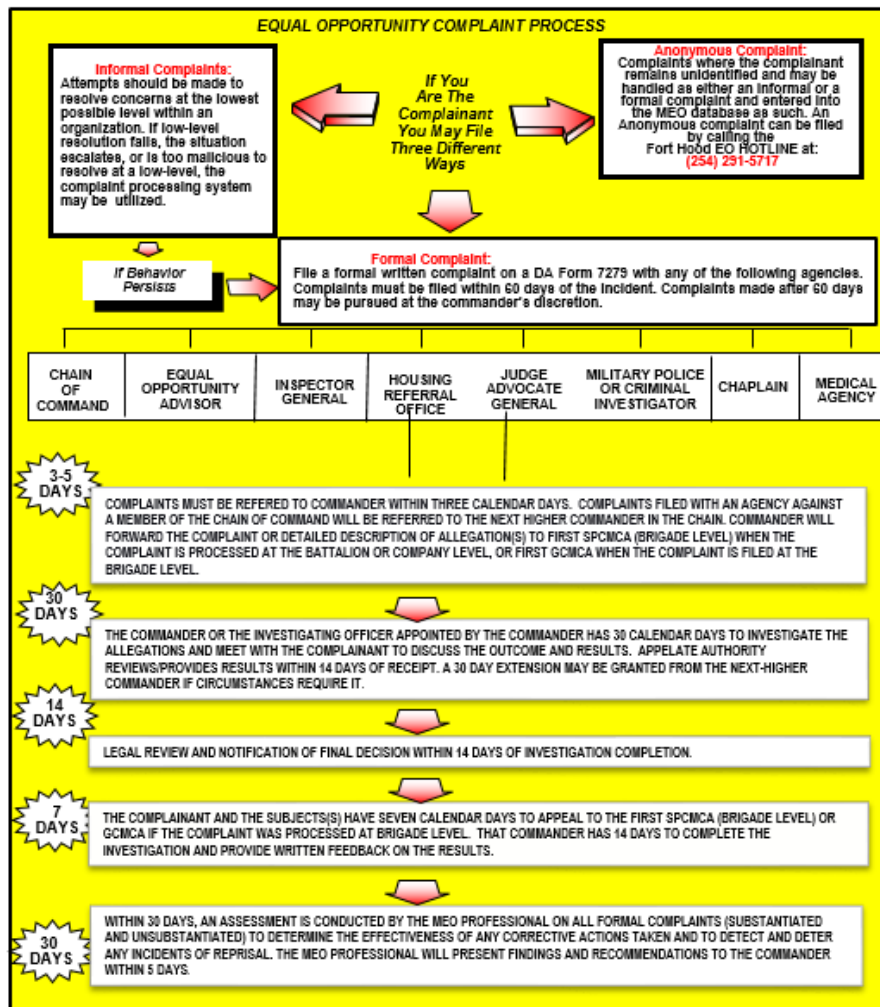 EQUAL OPPORTUNITY COMPLAINT PROCESS
Informal Complaints:
Attempts should be made to
resolve concerns at the lowest
possible level within an
organization. If low-level
resolution fails, the situation
escalates, or is too malicious to
resolve at a low-level, the
complaint processing system
may be utilized.
If You
Are The
Complainant
You May File
Three Different
Ways
Anonymous Complaint:
Complaints where the complainant
remains unidentified and may be
handled as either an informal or a
formal complaint and entered into
the MEO database as such. An
Anonymous complaint can be filed
by calling the
Fort Hood EO HOTLINE at:
(254) 291-5717
If Behavior
Persists
Formal Complaint:
File a formal written complaint on a DA Form 7279 with any of the following agencies.
Complaints must be filed within 60 days of the incident. Complaints made after 60 days
may be pursued at the commander's discretion.
CHAIN
OF
COMMAND
EQUAL
OPPORTUNITY
ADVISOR
INSPECTOR
GENERAL
HOUSING
REFERRAL
OFFICE
JUDGE
ADVOCATE
GENERAL
MILITARY POLICE
OR CRIMINAL
INVESTIGATOR
CHAPLAIN
MEDICAL
AGENCY
3-5
DAYS
COMPLAINTS MUST BE REFERED TO COMMANDER WITHIN THREE CALENDAR DAYS. COMPLAINTS FILED WITH AN AGENCY AGAINST
A MEMBER OF THE CHAIN OF COMMAND WILL BE REFERRED TO THE NEXT HIGHER COMMANDER IN THE CHAIN. COMMANDER WILL
FORWARD THE COMPLAINT OR DETAILED DESCRIPTION OF ALLEGATION(S) TO FIRST SPCMCA (BRIGADE LEVEL) WHEN THE
COMPLAINT IS PROCESSED AT THE BATTALION OR COMPANY LEVEL, OR FIRST GCMCA WHEN THE COMPLAINT IS FILED AT THE
BRIGADE LEVEL.
30
DAYS
THE COMMANDER OR THE INVESTIGATING OFFICER APPOINTED BY THE COMMANDER HAS 30 CALENDAR DAYS TO INVESTIGATE THE
ALLEGATIONS AND MEET WITH THE COMPLAINANT TO DISCUSS THE OUTCOME AND RESULTS. APPELATE AUTHORITY
REVIEWS/PROVIDES RESULTS WITHIN 14 DAYS OF RECEIPT. A 30 DAY EXTENSION MAY BE GRANTED FROM THE NEXT-HIGHER
COMMANDER IF CIRCUMSTANCES REQUIRE IT.
14
DAYS
LEGAL REVIEW AND NOTIFICATION OF FINAL DECISION WITHIN 14 DAYS OF INVESTIGATION COMPLETION.
7
DAYS
THE COMPLAINANT AND THE SUBJECTS(S) HAVE SEVEN CALENDAR DAYS TO APPEAL TO THE FIRST SPCMCA (BRIGADE LEVEL) OR
GCMCA IF THE COMPLAINT WAS PROCESSED AT BRIGADE LEVEL. THAT COMMANDER HAS 14 DAYS TO COMPLETE THE
INVESTIGATION AND PROVIDE WRITTEN FEEDBACK ON THE RESULTS.
30
DAYS
WITHIN 30 DAYS, AN ASSESSMENT IS CONDUCTED BY THE MEO PROFESSIONAL ON ALL FORMAL COMPLAINTS (SUBSTANTIATED
AND UNSUBSTANTIATED) TO DETERMINE THE EFFECTIVENESS OF ANY CORRECTIVE ACTIONS TAKEN AND TO DETECT AND DETER
ANY INCIDENTS OF REPRISAL. THE MEO PROFESSIONAL WILL PRESENT FINDINGS AND RECOMMENDATIONS TO THE COMMANDER
WITHIN 5 DAYS.